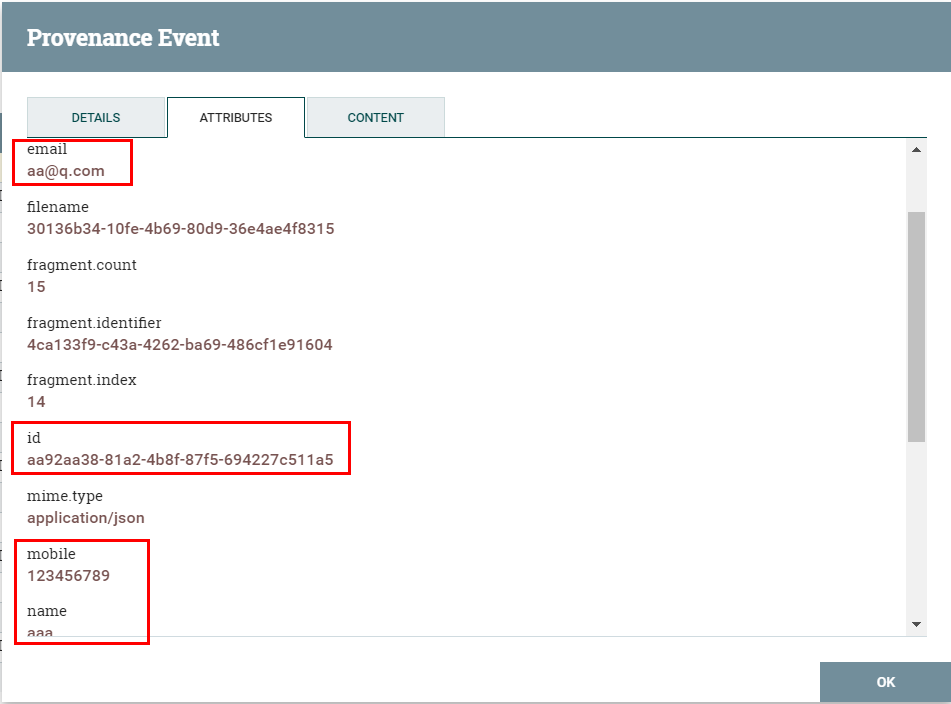 Provenance Event
DETAILS
ATTRIBUTES
CONTENT
email
aa@q.com
filename
30136b34-10fe-4b69-80d9-36e4ae4f8315
fragment.count
15
fragment.identifier
4ca133f9-c43a-4262-ba69-486cf1e91604
fragment.index
14
id
aa92aa38-81a2-4b8f-87f5-694227c511a5
mime.type
application/json
mobile
123456789
name
aaa
OK